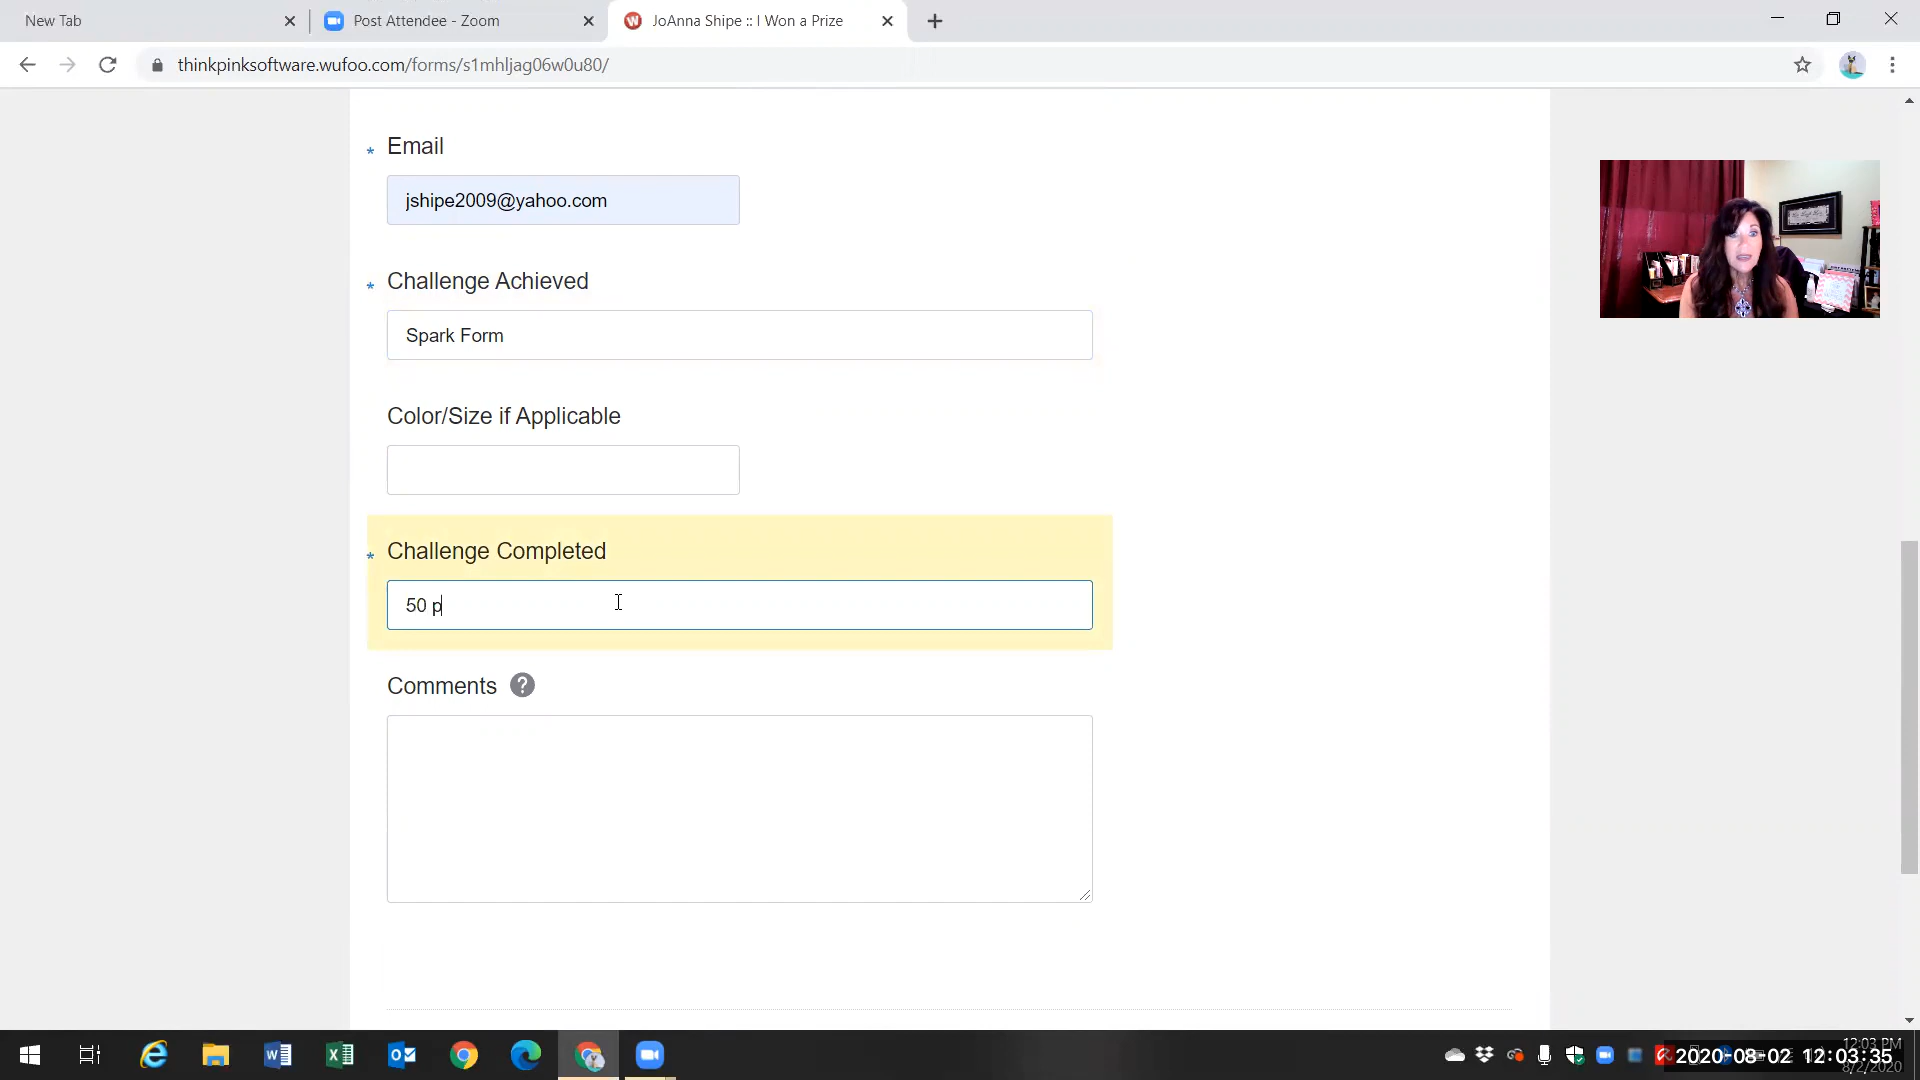 New Tab
Post Attendee - Zoom
JoAnna Shipe :: I Won a Prize
thinkpinksoftware.wufoo.com/forms/s1mhljag06w0u80/
* Email
jshipe2009@yahoo.com
* Challenge Achieved
Spark Form
Color/Size if Applicable
* Challenge Completed
50 p
Comments ?
12:03 PM
2020-08-02 12:03:35
8/2/2020